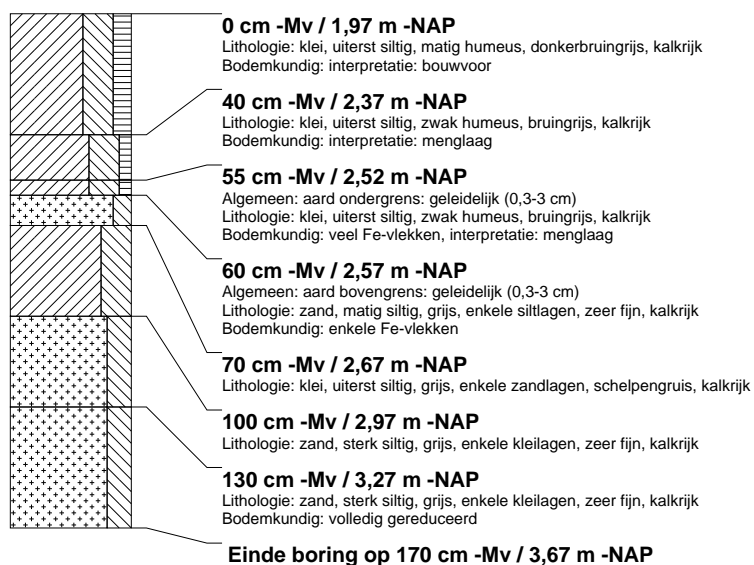 0 cm -Mv / 1,97 m -NAP
Lithologie: klei, uiterst siltig, matig humeus, donkerbruingrijs, kalkrijk
Bodemkundig: interpretatie: bouwvoor
40 cm -Mv / 2,37 m -NAP
Lithologie: klei, uiterst siltig, zwak humeus, bruingrijs, kalkrijk
Bodemkundig: interpretatie: menglaag
55 cm -Mv / 2,52 m -NAP
Algemeen: aard ondergrens: geleidelijk (0,3-3 cm)
Lithologie: klei, uiterst siltig, zwak humeus, bruingrijs, kalkrijk
Bodemkundig: veel Fe-vlekken, interpretatie: menglaag
60 cm -Mv / 2,57 m -NAP
Algemeen: aard bovengrens: geleidelijk (0,3-3 cm)
Lithologie: zand, matig siltig, grijs, enkele siltlagen, zeer fijn, kalkrijk
Bodemkundig: enkele Fe-vlekken
70 cm -Mv / 2,67 m -NAP
Lithologie: klei, uiterst siltig, grijs, enkele zandlagen, schelpengruis, kalkrijk
100 cm -Mv / 2,97 m -NAP
Lithologie: zand, sterk siltig, grijs, enkele kleilagen, zeer fijn, kalkrijk
130 cm -Mv / 3,27 m -NAP
Lithologie: zand, sterk siltig, grijs, enkele kleilagen, zeer fijn, kalkrijk
Bodemkundig: volledig gereduceerd
Einde boring op 170 cm -Mv / 3,67 m -NAP